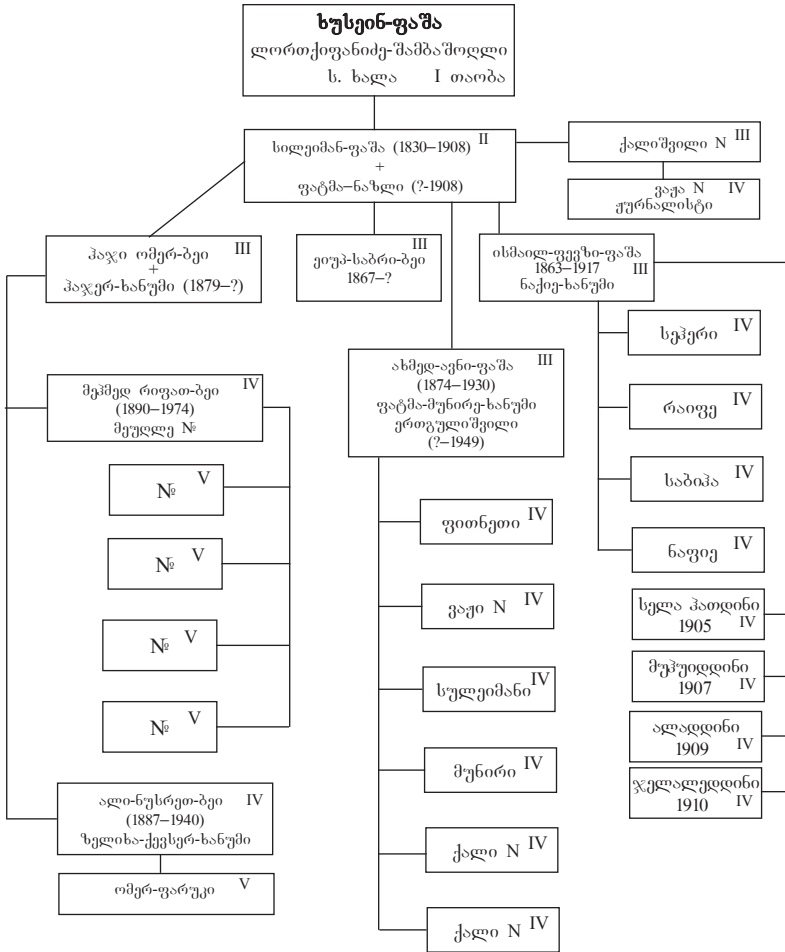 ხუსეინ-ფაშა
ლორთქიფანიძე-შამბაშოღლი
ს. ხალა I თაობა
სილეიმან-ფაშა (1830–1908) II
+
ფატმა–ნაზლი (?-1908)
ქალიშვილი N III
ვაჟა N IV
ჟურნალისტი
ჰაჯი ომერ-ბეი III
+
ჰაჯერ-ხანუმი (1879–?)
III
ეიუპ-საბრი-ბეი
1867–?
ისმაილ-ფევზი-ფაშა
1863–1917 III
ნაქიე-ხანუმი
სეჰერი IV
რაიფე IV
საბიჰა IV
ნაფიე IV
სელა ჰათდინი
1905 IV
მუჰუიდდინი
1907 IV
ალადდინი
1909 IV
ჯელალედდინი
1910 IV
ახმედ-ავნი-ფაშა III
(1874–1930)
ფატმა-მუნირე-ხანუმი
ერთგულიშვილი
(?–1949)
ფითნეთი IV
ვაჟი N IV
სულეიმანი IV
მუნირი IV
ქალი N IV
ქალი N IV
მეჰმედ რიფათ-ბეი IV
(1890–1974)
მეუღლე №
№ V
№ V
№ V
№ V
ალი-ნუსრეთ-ბეი IV
(1887–1940)
ზელიხა-ქევსერ-ხანუმი
ომერ-ფარუკი V